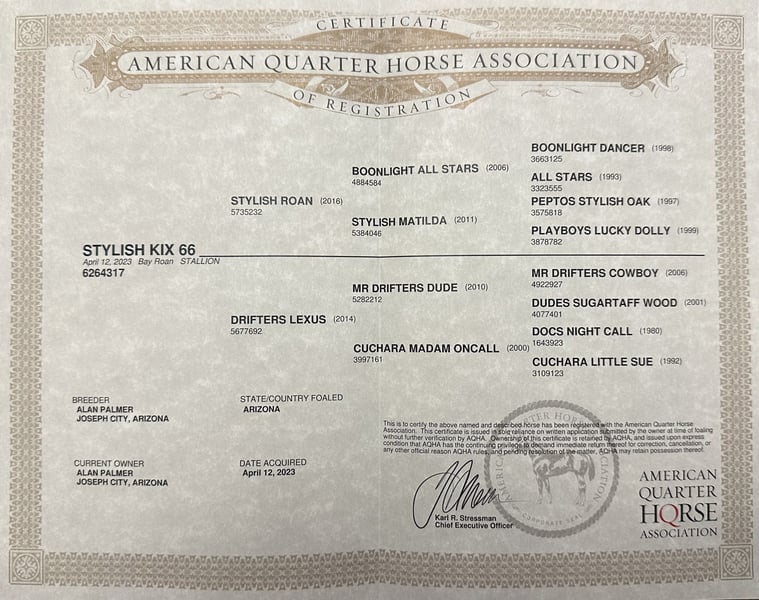 CERTIFICATE
AMERICAN QUARTER HORSE ASSOCIATION
OF REGISTRATION
BOONLIGHT DANCER (1998)
3663125
BOONLIGHT ALL STARS (2006)
4884584
ALL STARS (1993)
3323555
STYLISH ROAN (2016)
5735232
PEPTOS STYLISH OAK (1997)
3575818
STYLISH MATILDA (2011)
5384046
PLAYBOYS LUCKY DOLLY (1999)
3878782
STYLISH KIX 66
April 12, 2023 Bay Roan STALLION
6264317
MR DRIFTERS COWBOY (2006)
4922927
MR DRIFTERS DUDE (2010)
5282212
DUDES SUGARTAFF WOOD (2001)
4077401
DRIFTERS LEXUS (2014)
5677692
DOCS NIGHT CALL (1980)
1643923
CUCHARA MADAM ONCALL (2000)
3997161
CUCHARA LITTLE SUE (1992)
3109123
BREEDER
ALAN PALMER
JOSEPH CITY, ARIZONA
STATE/COUNTRY FOALED
ARIZONA
CURRENT OWNER
ALAN PALMER
JOSEPH CITY, ARIZONA
DATE ACQUIRED
April 12, 2023
This is to certify the above named and described horse has been registered with the American Quarter Horse
Association. This certificate is issued in sole reliance on written application submitted by the owner at time of foaling
without further verification by AQHA. Ownership of this certificate is retained by AQHA, and issued upon express
condition that AQHA has the continuing privilege to demand immediate return thereof for correction, cancellation, or
any other official reason AQHA rules, and pending resolution of the matter, AQHA may retain possession thereof.
Karl R. Stressman
Chief Executive Officer
CORPORATE SEAL
AMERICAN
QUARTER
HORSE
ASSOCIATION